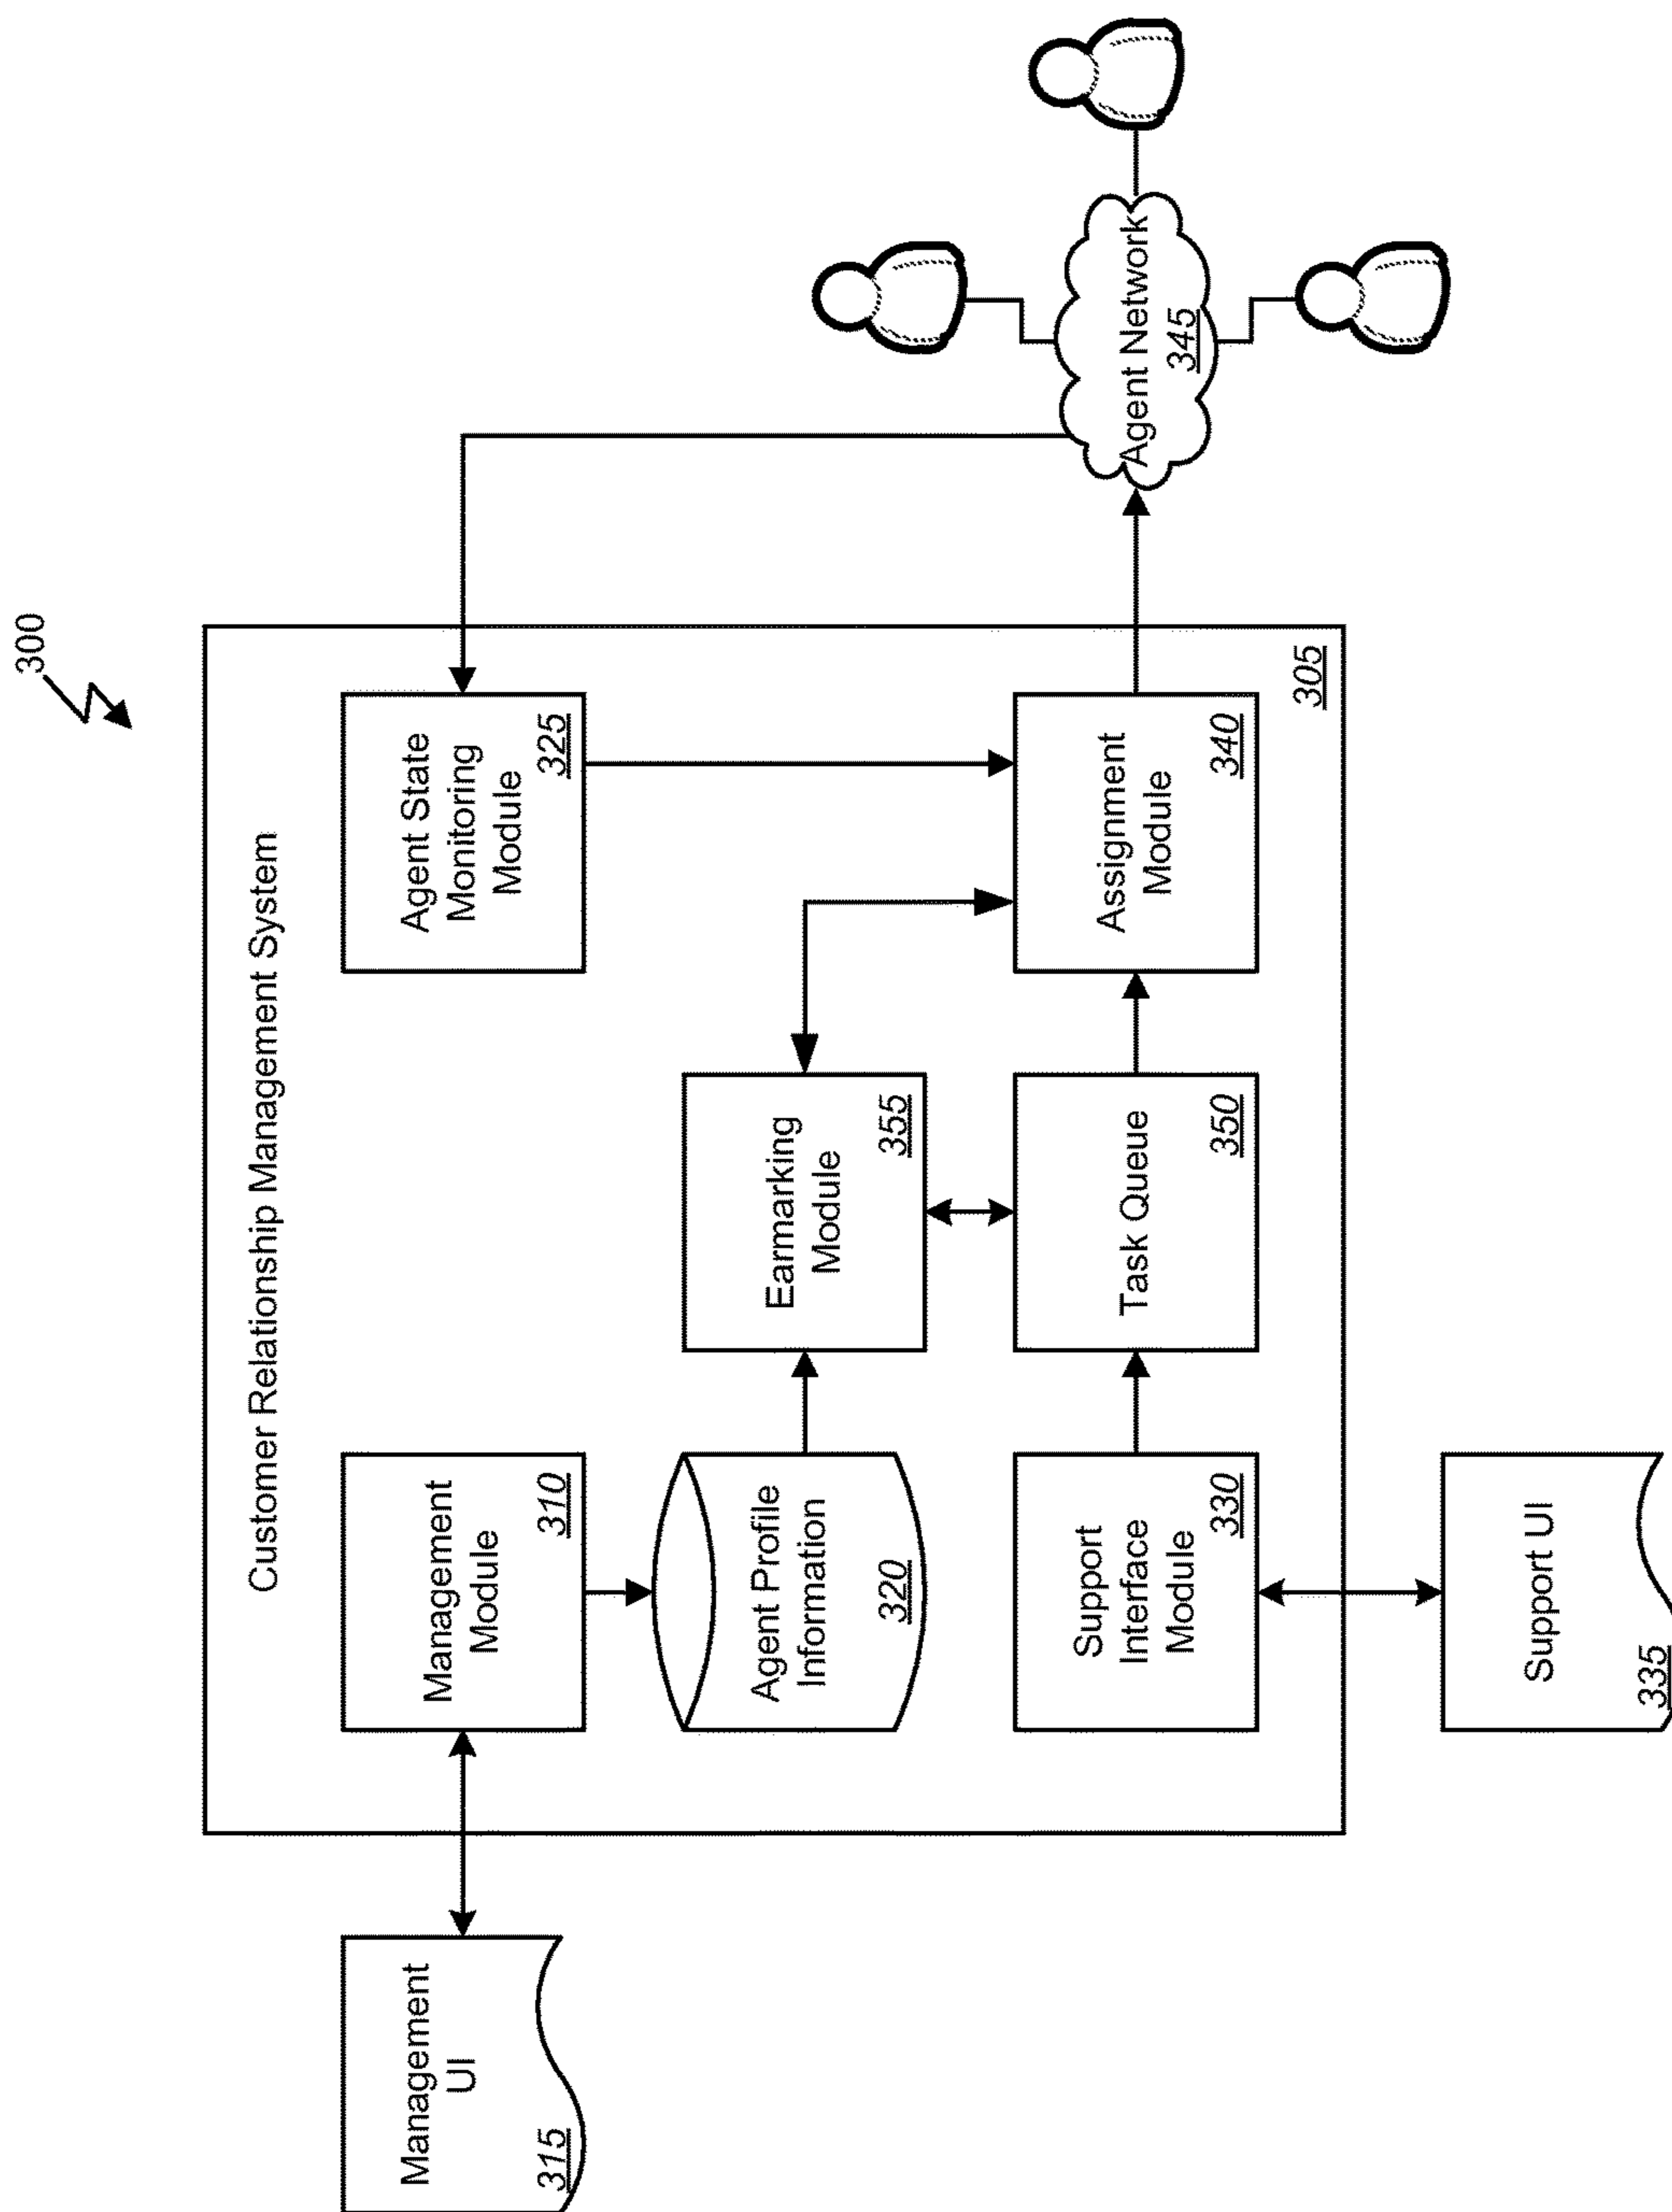 300
Customer Relationship Management System
Management
UI
315
Management
Module
310
Agent State
Monitoring
Module
325
Agent Profile
Information
320
Earmarking
Module
355
Support
Interface
Module
330
Task Queue
350
Assignment
Module
340
305
Agent Network
345
Support UI
335